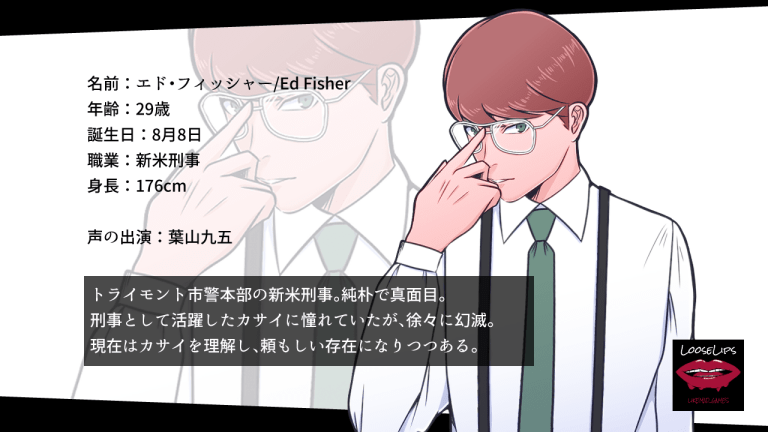 名前：エド・フィッシャー/Ed Fisher
年齢：29歳
誕生日：8月8日
職業：新米刑事
身長：176cm
声の出演：葉山九五
トライモント市警本部の新米刑事。純朴で真面目。
刑事として活躍したカサイに憧れていたが、徐々に幻滅。
現在はカサイを理解し、頼もしい存在になりつつある。
LOOSELIPS